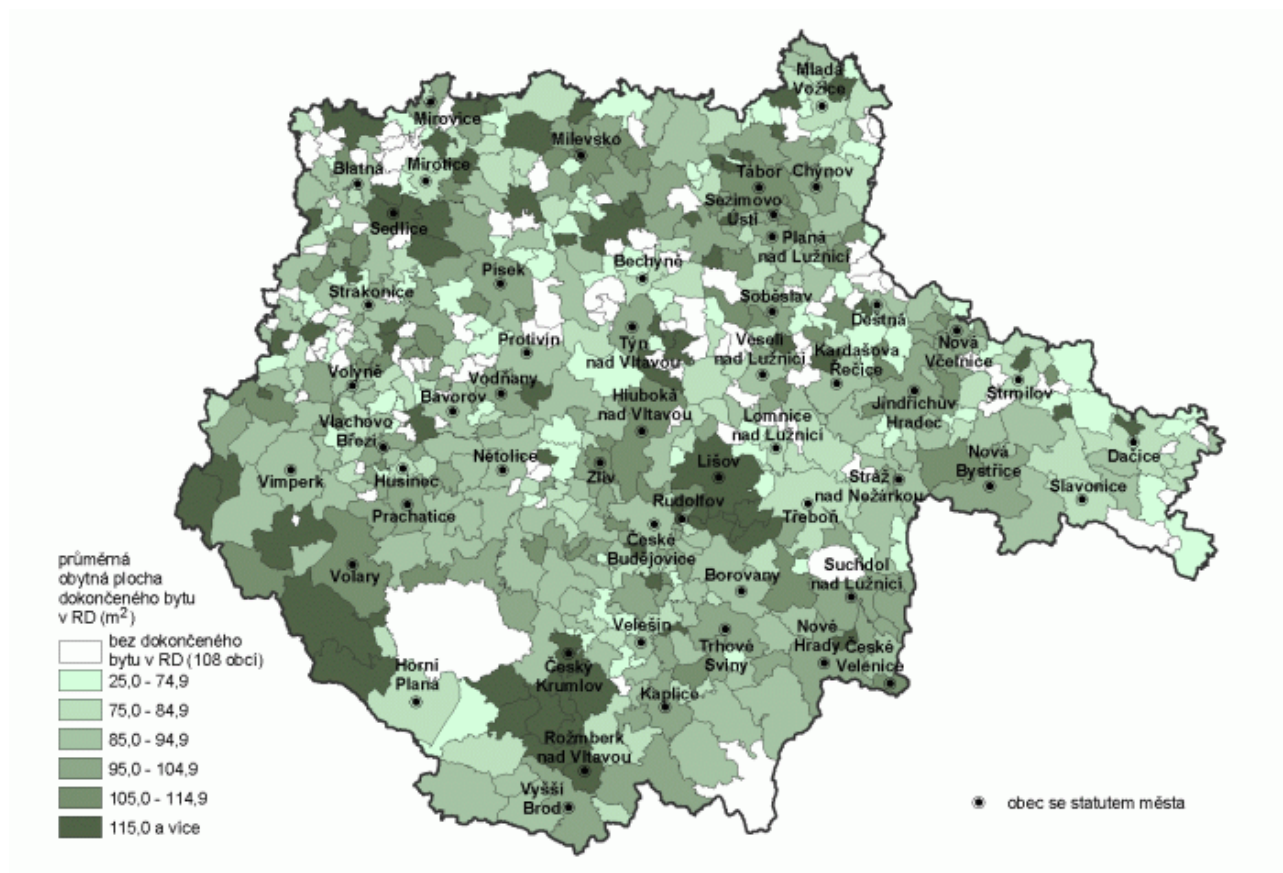 Mladá
Vožice
Mirovice
Milevsko
Blatná
Mirotice
Tábor
Chýnov
Sezimovo
Ústí
Sedlice
Planá
nad Lužnicí
Písek
Bechyně
Strakonice
Soběslav
Deštná
Protivín
Týn
nad Vltavou
Veselí
nad Lužnicí
Kardašova
Řečice
Nová
Včelnice
Strmilov
Volyně
Vodňany
Bavorov
Hluboká
nad Vltavou
Jindřichův
Hradec
Vlachovo
Březí
Lomnice
nad Lužnicí
Dačice
Netolice
Lišov
Nová
Bystřice
Vimperk
Husinec
Zliv
Stráž
nad Nežárkou
Slavonice
Prachatice
Rudolfov
Třeboň
České
Budějovice
Volary
Borovany
Suchdol
nad Lužnicí
Velešín
Trhové
Sviny
Nové
Hrady
České
Velenice
Horní
Planá
Český
Krumlov
Kaplice
Rožmberk
nad Vltavou
Vyšší
Brod
průměrná
obytná plocha
dokončeného bytu
v RD (m²)
bez dokončeného
bytu v RD (108 obcí)
25,0 - 74,9
75,0 - 84,9
85,0 - 94,9
95,0 - 104,9
105,0 - 114,9
115,0 a více
obec se statutem města